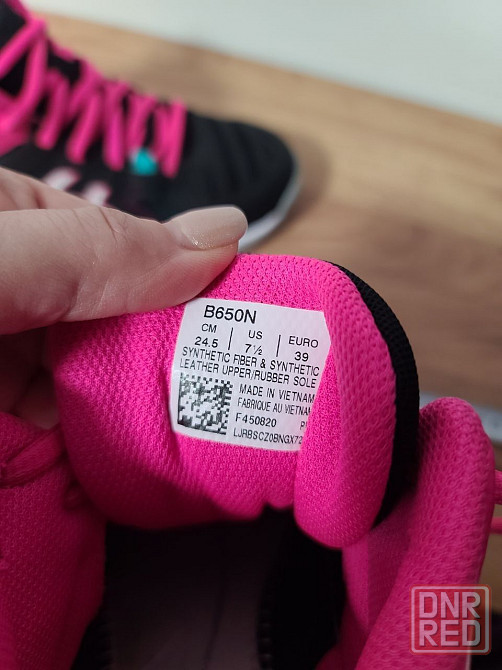 B650N
CM US EURO
24.5 7½ 39
SYNTHETIC FIBER & SYNTHETIC
LEATHER UPPER/RUBBER SOLE
MADE IN VIETNAM
FABRIQUE AU VIETNAM
F450820
DNR
RED